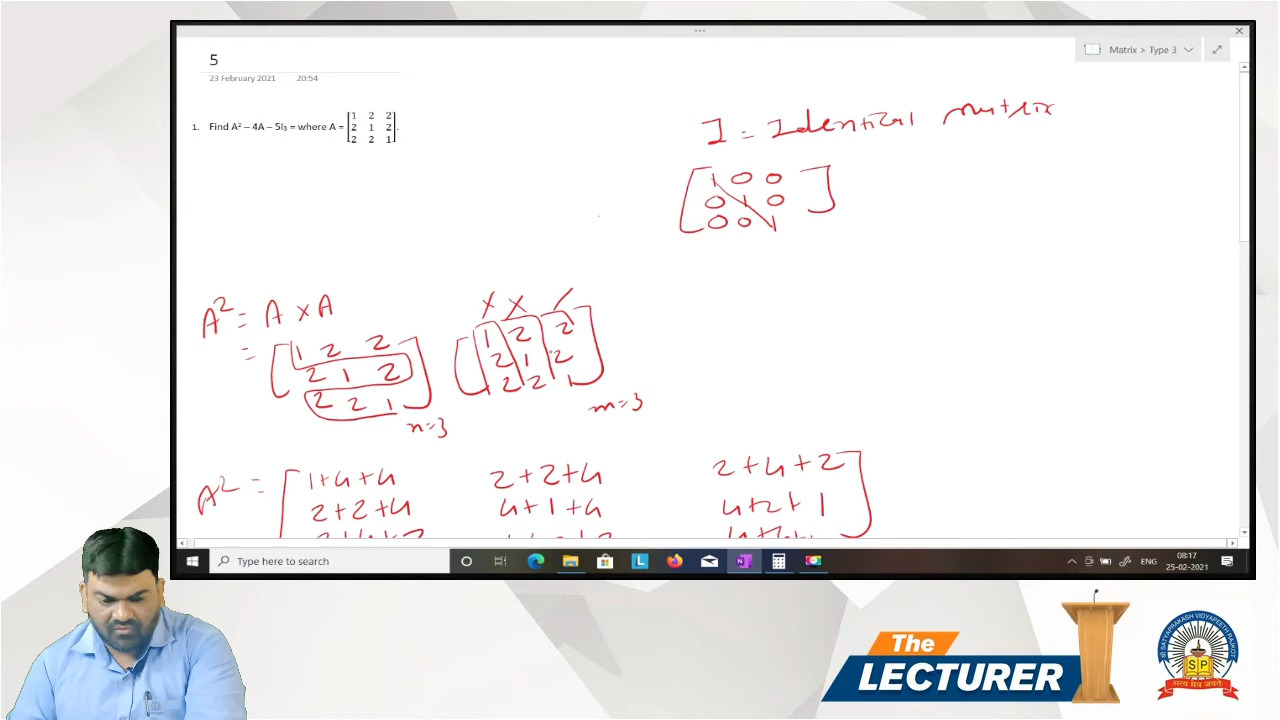 5
Matrix > Type 3
23 February 2021 20:54
1. Find A² – 4A – 5I₃ = where A = [1 2 2
2 1 2
2 2 1].
I = Identical matrix
[1 0 0
0 1 0
0 0 1]
A² = A × A
= [1 2 2 [1 2 2
2 1 2 2 1 2
2 2 1] 2 2 1]
n=3 m=3
A² = [1+4+4 2+2+4 2+4+2
2+2+4 4+1+4 4+2+1
Type here to search
L
N
ENG
08:17
25-02-2021
The
LECTURER
SP